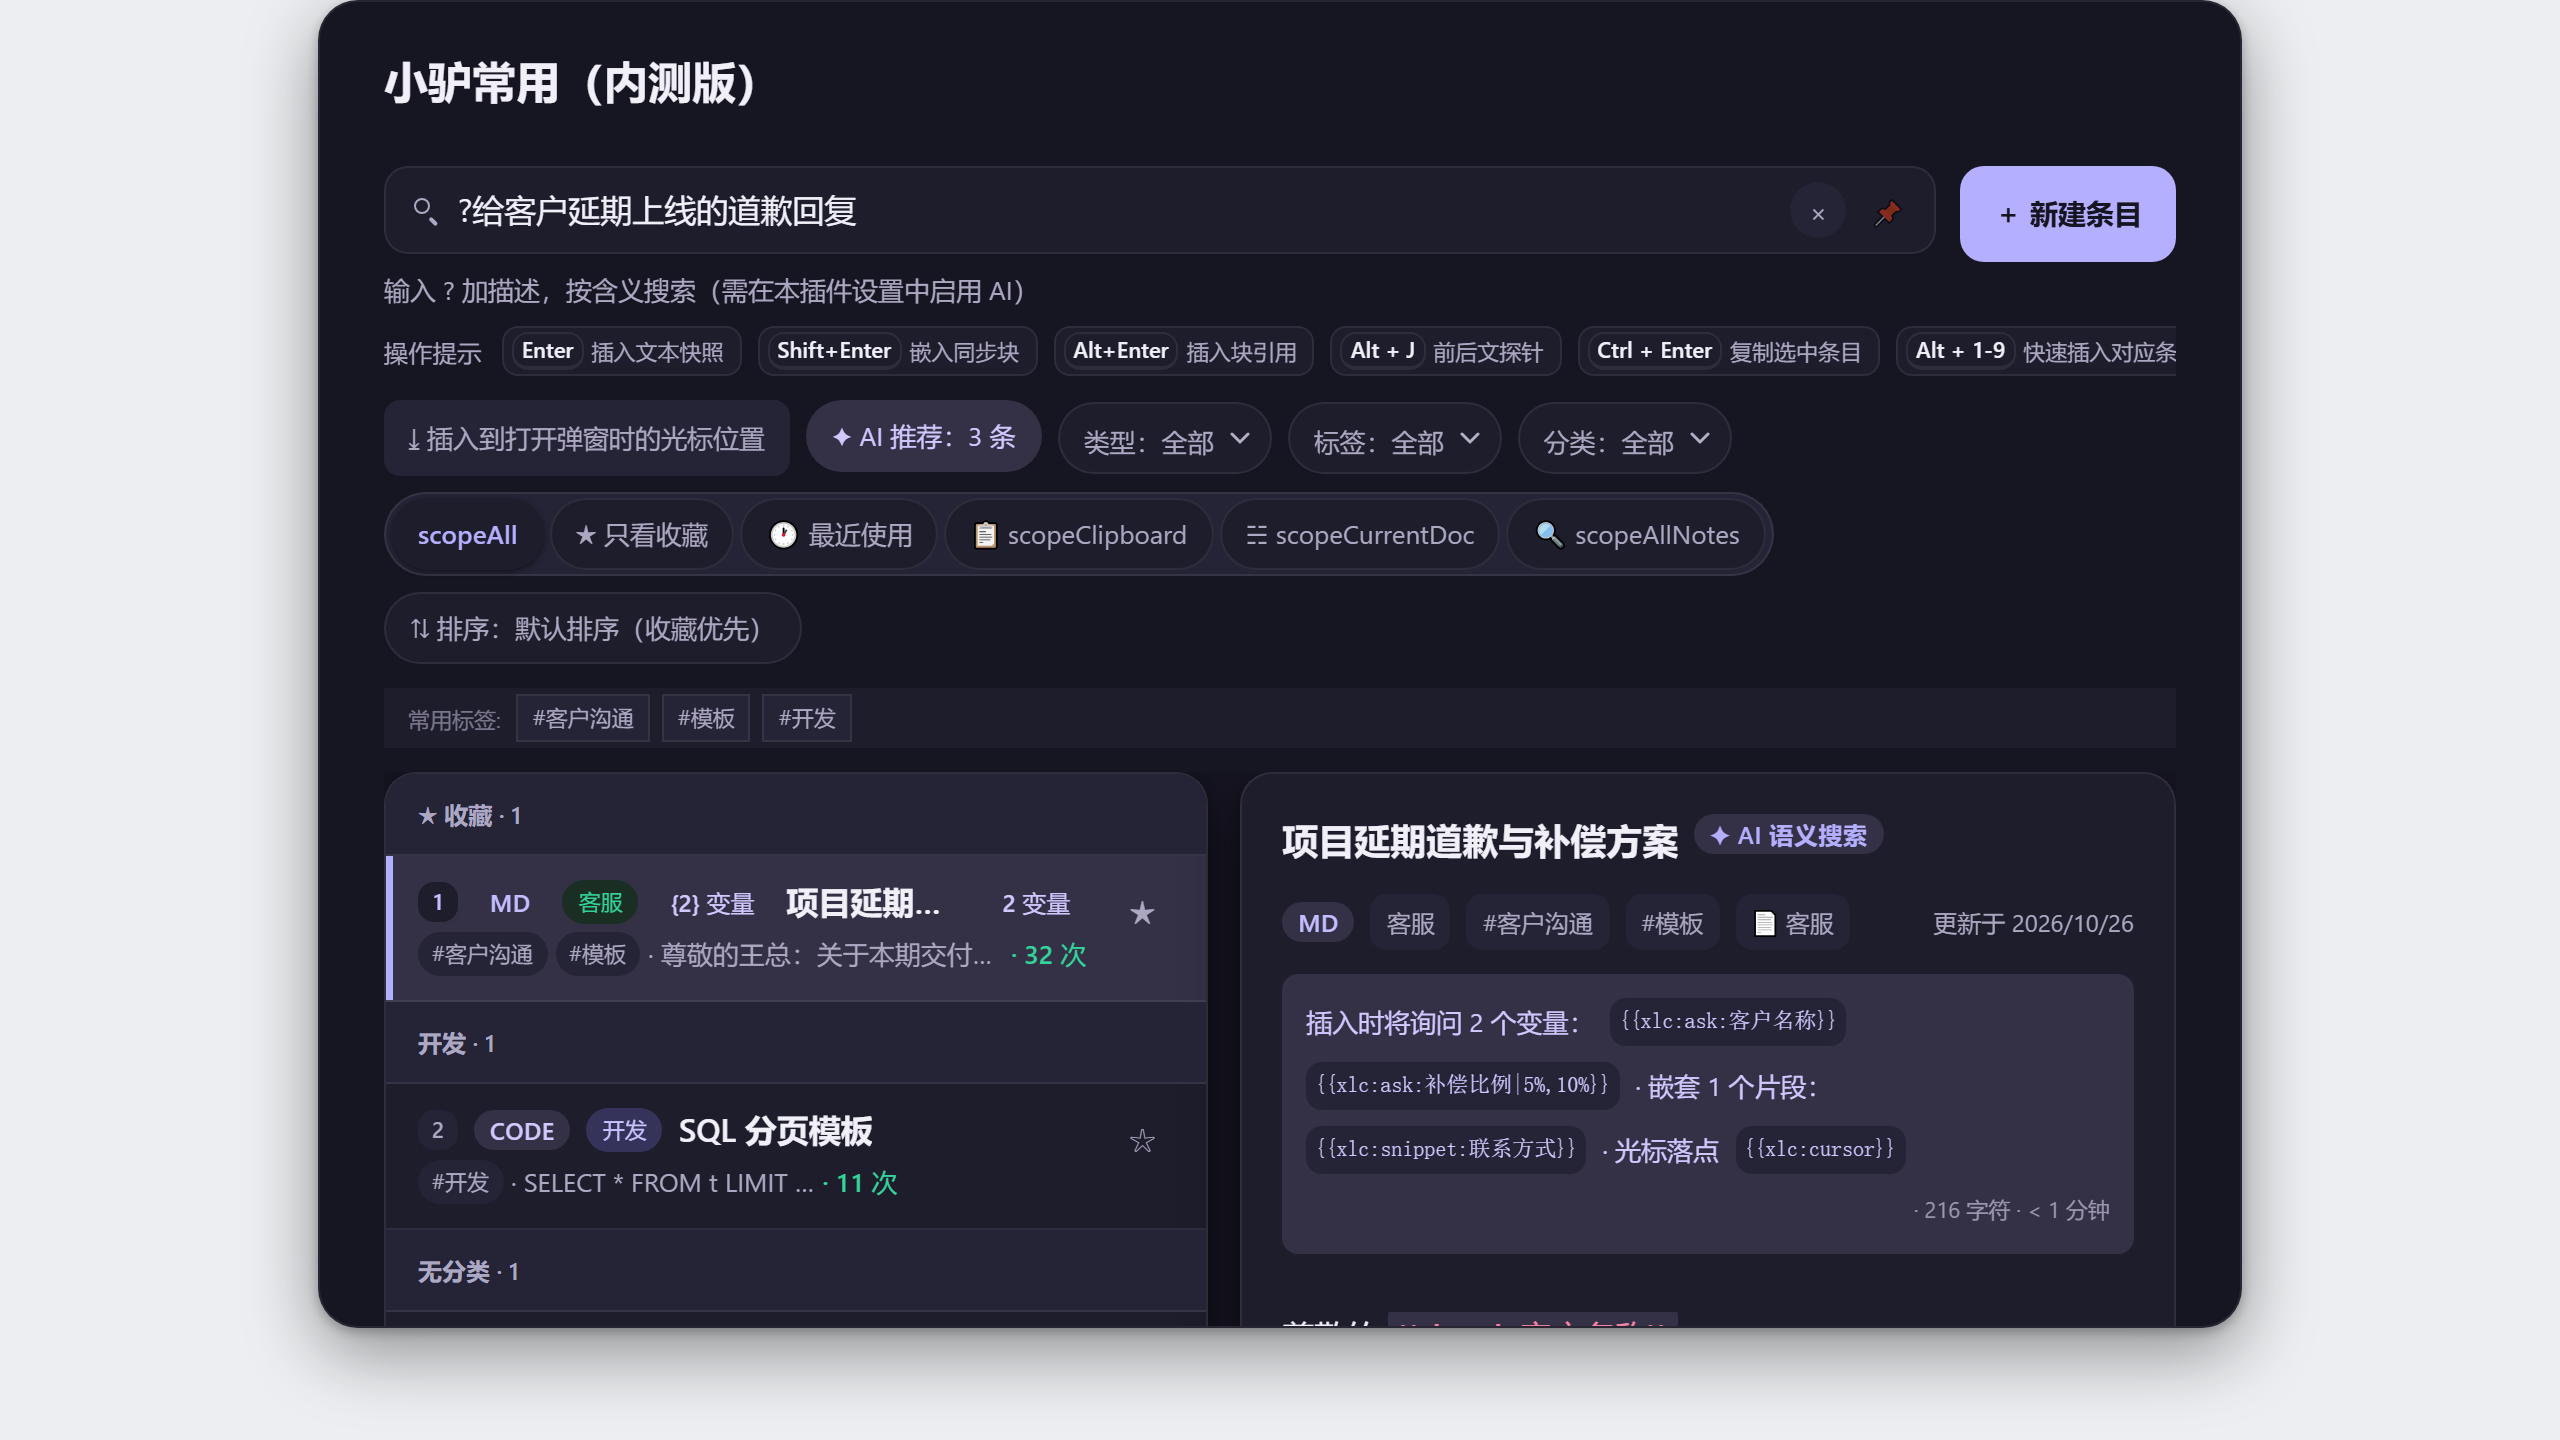 小驴常用（内测版）
?给客户延期上线的道歉回复
×
+ 新建条目
输入 ? 加描述，按含义搜索（需在本插件设置中启用 AI）
操作提示 Enter 插入文本快照 Shift+Enter 嵌入同步块 Alt+Enter 插入块引用 Alt + J 前后文探针 Ctrl + Enter 复制选中条目 Alt + 1-9 快速插入对应条
⤓ 插入到打开弹窗时的光标位置 ✦ AI 推荐：3 条 类型：全部 标签：全部 分类：全部
scopeAll ★ 只看收藏 🕐 最近使用 📋 scopeClipboard ☵ scopeCurrentDoc 🔍 scopeAllNotes
⇅ 排序：默认排序（收藏优先）
常用标签: #客户沟通 #模板 #开发
★ 收藏 · 1
1 MD 客服 {2} 变量 项目延期... 2 变量 ★
#客户沟通 #模板 · 尊敬的王总：关于本期交付... · 32 次
开发 · 1
2 CODE 开发 SQL 分页模板 ☆
#开发 · SELECT * FROM t LIMIT ... · 11 次
无分类 · 1
项目延期道歉与补偿方案 ✦ AI 语义搜索
MD 客服 #客户沟通 #模板 📄 客服 更新于 2026/10/26
插入时将询问 2 个变量： {{xlc:ask:客户名称}}
{{xlc:ask:补偿比例|5%,10%}} · 嵌套 1 个片段：
{{xlc:snippet:联系方式}} · 光标落点 {{xlc:cursor}}
· 216 字符 · < 1 分钟